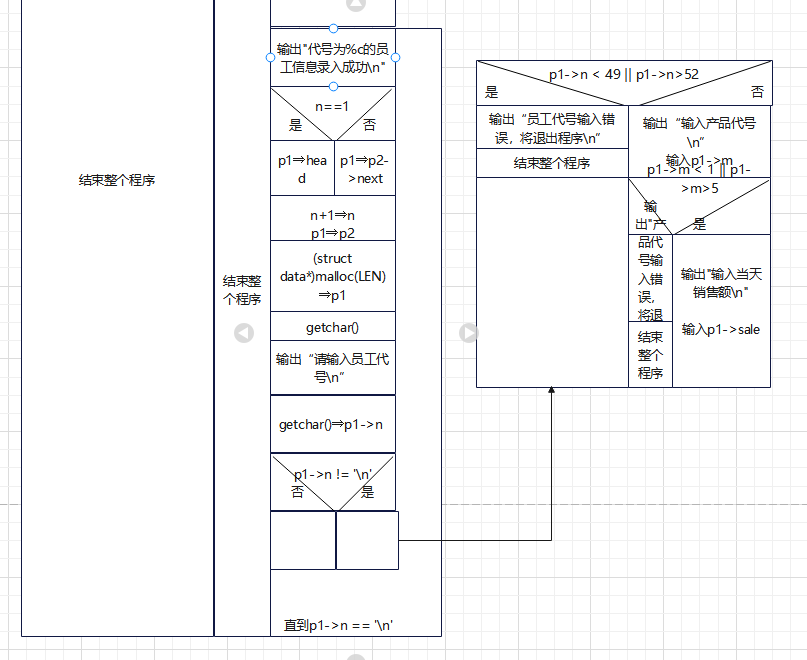 结束整个程序
结束整
个程序
输出"代号为%c的员
工信息录入成功\n"
n==1
是
否
p1⇒hea
d
p1⇒p2-
>next
n+1⇒n
p1⇒p2
(struct
data*)malloc(LEN)
⇒p1
getchar()
输出“请输入员工代
号\n”
getchar()⇒p1->n
p1->n != '\n'
否
是
直到p1->n == '\n'
p1->n < 49 || p1->n>52
是
否
输出“员工代号输入错
误，将退出程序\n”
结束整个程序
输出“输入产品代号
\n”
输入p1->m
p1->m < 1 || p1-
>m>5
是
输
出"产
品代
号输
入错
误，
将退
结束
整个
程序
输出"输入当天
销售额\n"
输入p1->sale